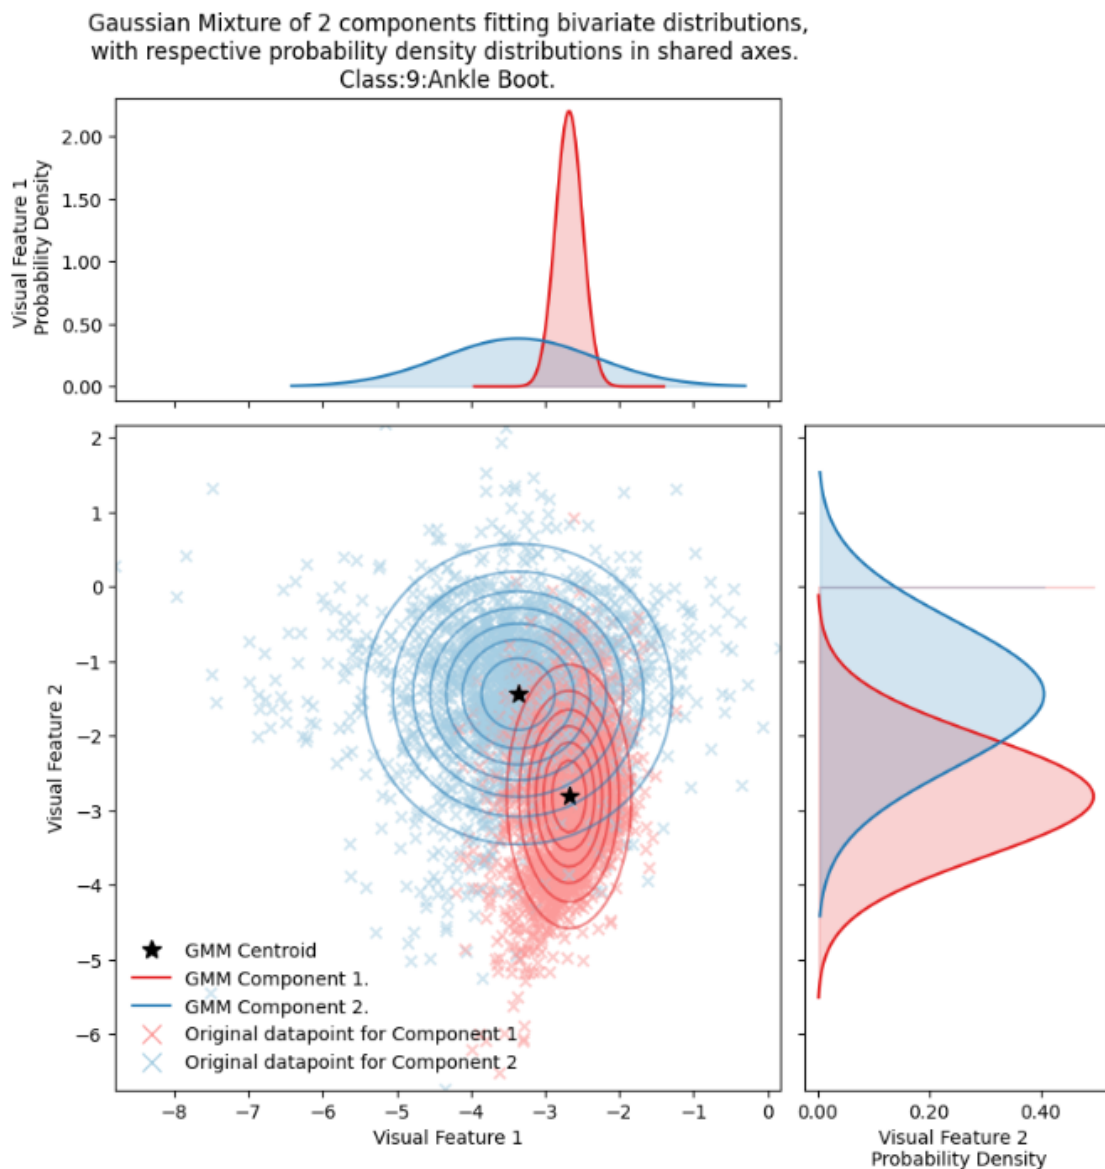 Gaussian Mixture of 2 components fitting bivariate distributions,
with respective probability density distributions in shared axes.
Class:9:Ankle Boot.
Visual Feature 1
Probability Density
2.00
1.50
1.00
0.50
0.00
Visual Feature 2
2
1
0
−1
−2
−3
−4
−5
−6
GMM Centroid
GMM Component 1.
GMM Component 2.
Original datapoint for Component 1
Original datapoint for Component 2
−8 −7 −6 −5 −4 −3 −2 −1 0
Visual Feature 1
0.00 0.20 0.40
Visual Feature 2
Probability Density